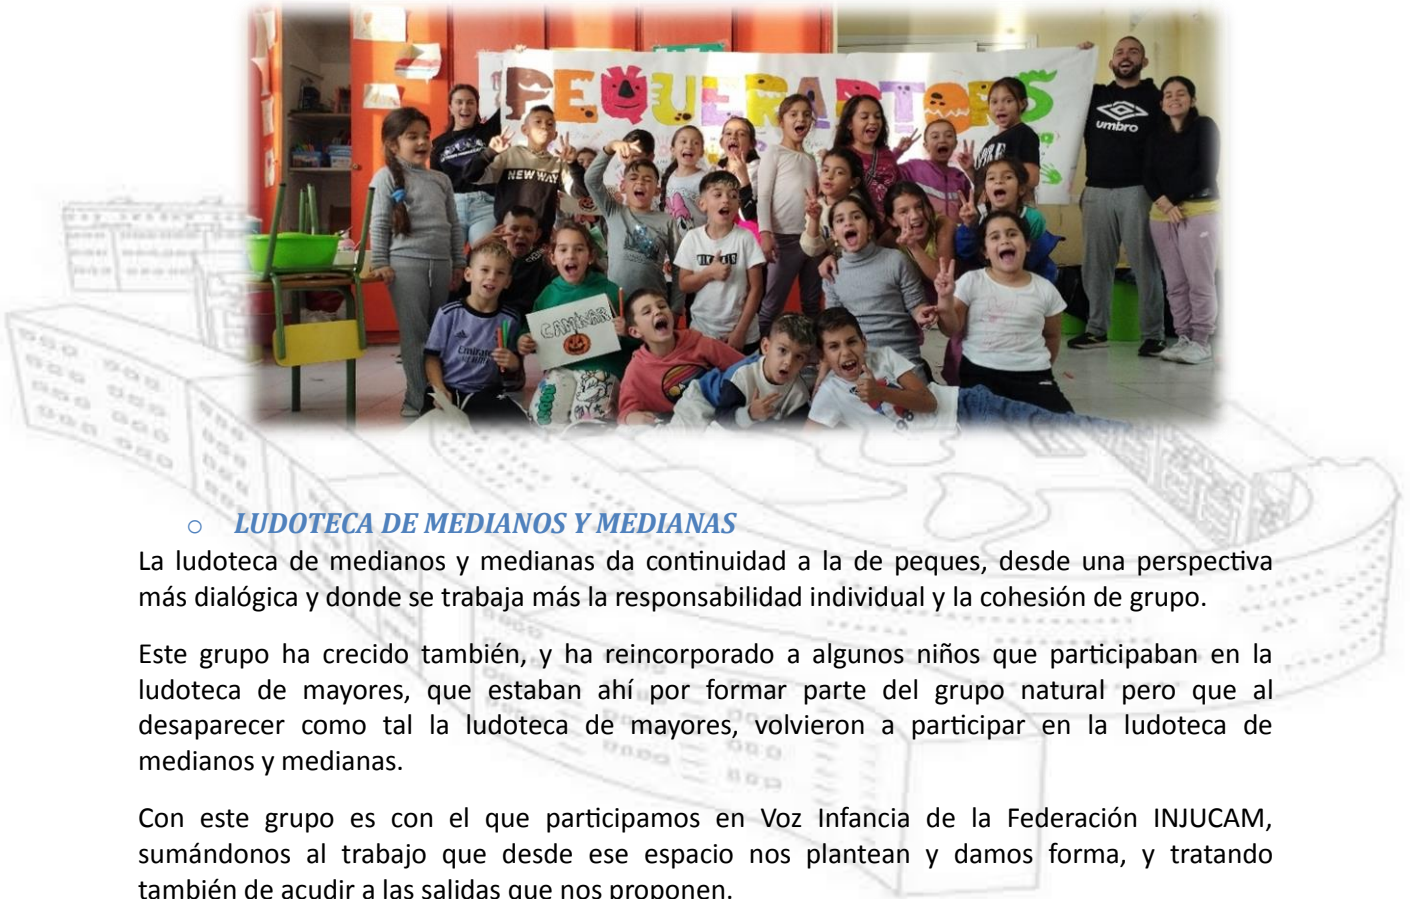 PEQUERAPTORS
umbro
NEW WAY
CAMINAR
LUDOTECA DE MEDIANOS Y MEDIANAS
La ludoteca de medianos y medianas da continuidad a la de peques, desde una perspectiva
más dialógica y donde se trabaja más la responsabilidad individual y la cohesión de grupo.
Este grupo ha crecido también, y ha reincorporado a algunos niños que participaban en la
ludoteca de mayores, que estaban ahí por formar parte del grupo natural pero que al
desaparecer como tal la ludoteca de mayores, volvieron a participar en la ludoteca de
medianos y medianas.
Con este grupo es con el que participamos en Voz Infancia de la Federación INJUCAM,
sumándonos al trabajo que desde ese espacio nos plantean y damos forma, y tratando
también de acudir a las salidas que nos proponen.